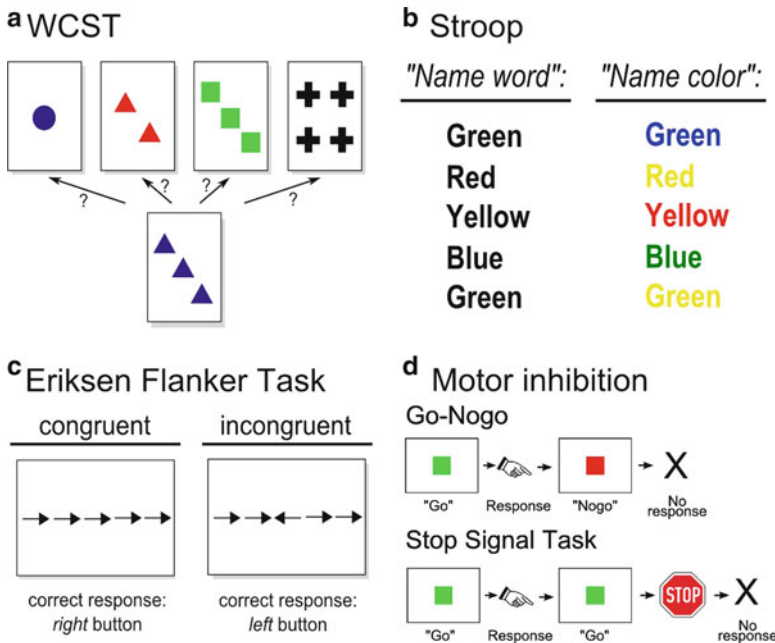 a WCST
? ? ? ?
b Stroop
"Name word": "Name color":
Green Green
Red Red
Yellow Yellow
Blue Blue
Green Green
c Eriksen Flanker Task
congruent incongruent
correct response: correct response:
right button left button
d Motor inhibition
Go-Nogo
X
"Go" Response "Nogo" No
response
Stop Signal Task
STOP X
"Go" Response "Go" No
response